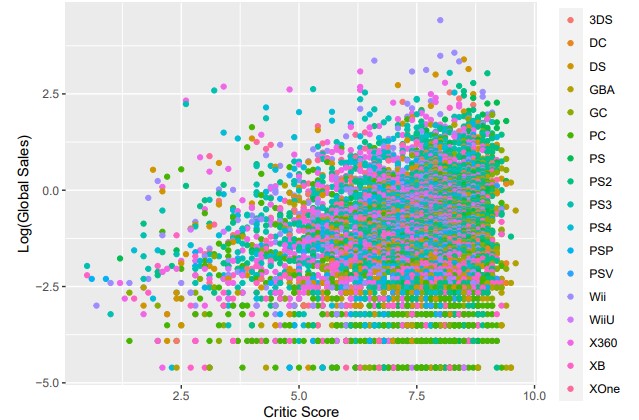 Log(Global Sales)
2.5
0.0
−2.5
−5.0
2.5
5.0
7.5
10.0
Critic Score
3DS
DC
DS
GBA
GC
PC
PS
PS2
PS3
PS4
PSP
PSV
Wii
WiiU
X360
XB
XOne